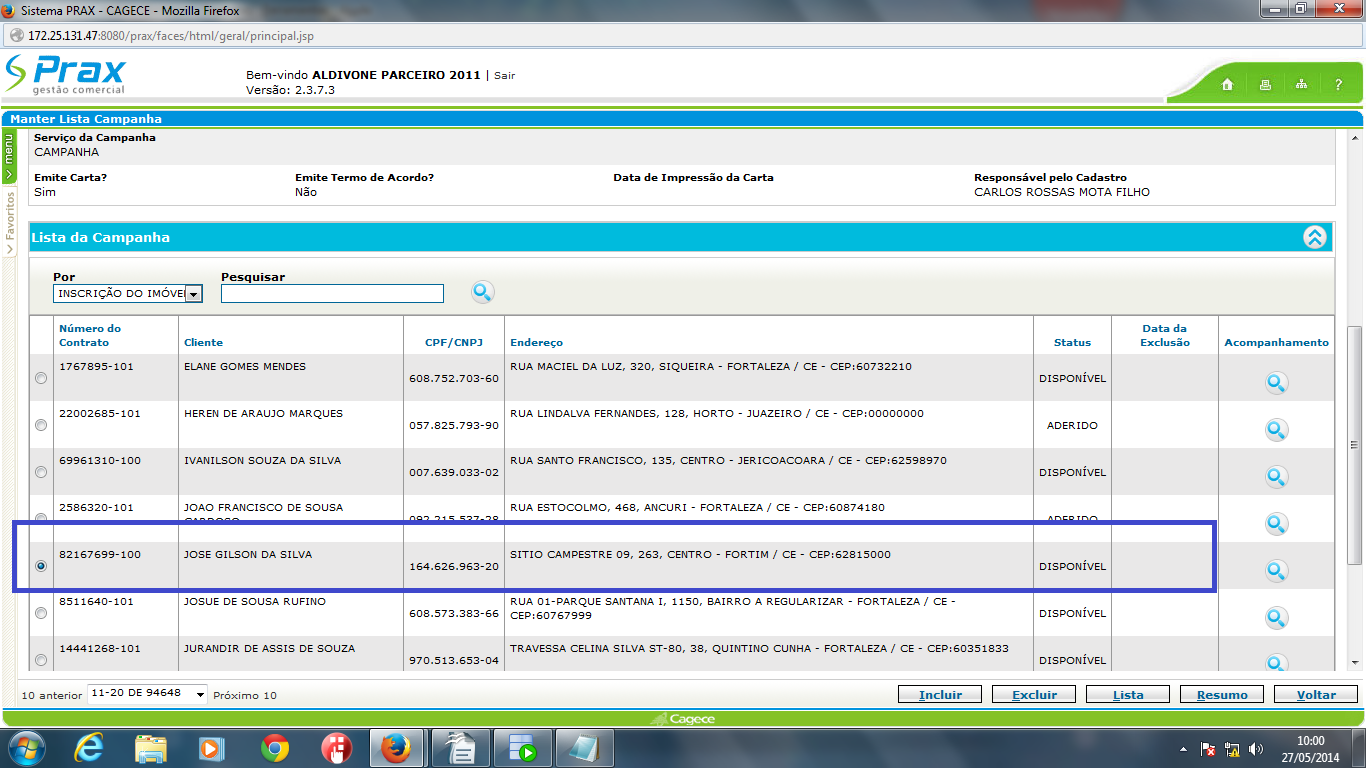 Sistema PRAX - CAGECE - Mozilla Firefox
172.25.131.47:8080/prax/faces/html/geral/principal.jsp
Prax
gestão comercial
Bem-vindo ALDIVONE PARCEIRO 2011 | Sair
Versão: 2.3.7.3
?
Manter Lista Campanha
menu
Favoritos
Serviço da Campanha
CAMPANHA
Emite Carta? Emite Termo de Acordo? Data de Impressão da Carta Responsável pelo Cadastro
Sim Não CARLOS ROSSAS MOTA FILHO
Lista da Campanha
Por Pesquisar
INSCRIÇÃO DO IMÓVE
Número do Contrato Cliente CPF/CNPJ Endereço Status Data da Exclusão Acompanhamento
1767895-101 ELANE GOMES MENDES 608.752.703-60 RUA MACIEL DA LUZ, 320, SIQUEIRA - FORTALEZA / CE - CEP:60732210 DISPONÍVEL
22002685-101 HEREN DE ARAUJO MARQUES 057.825.793-90 RUA LINDALVA FERNANDES, 128, HORTO - JUAZEIRO / CE - CEP:00000000 ADERIDO
69961310-100 IVANILSON SOUZA DA SILVA 007.639.033-02 RUA SANTO FRANCISCO, 135, CENTRO - JERICOACOARA / CE - CEP:62598970 DISPONÍVEL
2586320-101 JOAO FRANCISCO DE SOUSA RUA ESTOCOLMO, 468, ANCURI - FORTALEZA / CE - CEP:60874180 ADERIDO
82167699-100 JOSE GILSON DA SILVA 164.626.963-20 SITIO CAMPESTRE 09, 263, CENTRO - FORTIM / CE - CEP:62815000 DISPONÍVEL
8511640-101 JOSUE DE SOUSA RUFINO 608.573.383-66 RUA 01-PARQUE SANTANA I, 1150, BAIRRO A REGULARIZAR - FORTALEZA / CE - CEP:60767999 DISPONÍVEL
14441268-101 JURANDIR DE ASSIS DE SOUZA 970.513.653-04 TRAVESSA CELINA SILVA ST-80, 38, QUINTINO CUNHA - FORTALEZA / CE - CEP:60351833 DISPONÍVEL
10 anterior 11-20 DE 94648 Próximo 10 Incluir Excluir Lista Resumo Voltar
Cagece
10:00
27/05/2014